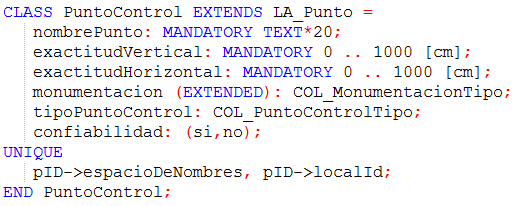 CLASS PuntoControl EXTENDS LA_Punto =
nombrePunto: MANDATORY TEXT*20;
exactitudVertical: MANDATORY 0 .. 1000 [cm];
exactitudHorizontal: MANDATORY 0 .. 1000 [cm];
monumentacion (EXTENDED): COL_MonumentacionTipo;
tipoPuntoControl: COL_PuntoControlTipo;
confiabilidad: (si,no);
UNIQUE
pID->espacioDeNombres, pID->localId;
END PuntoControl;